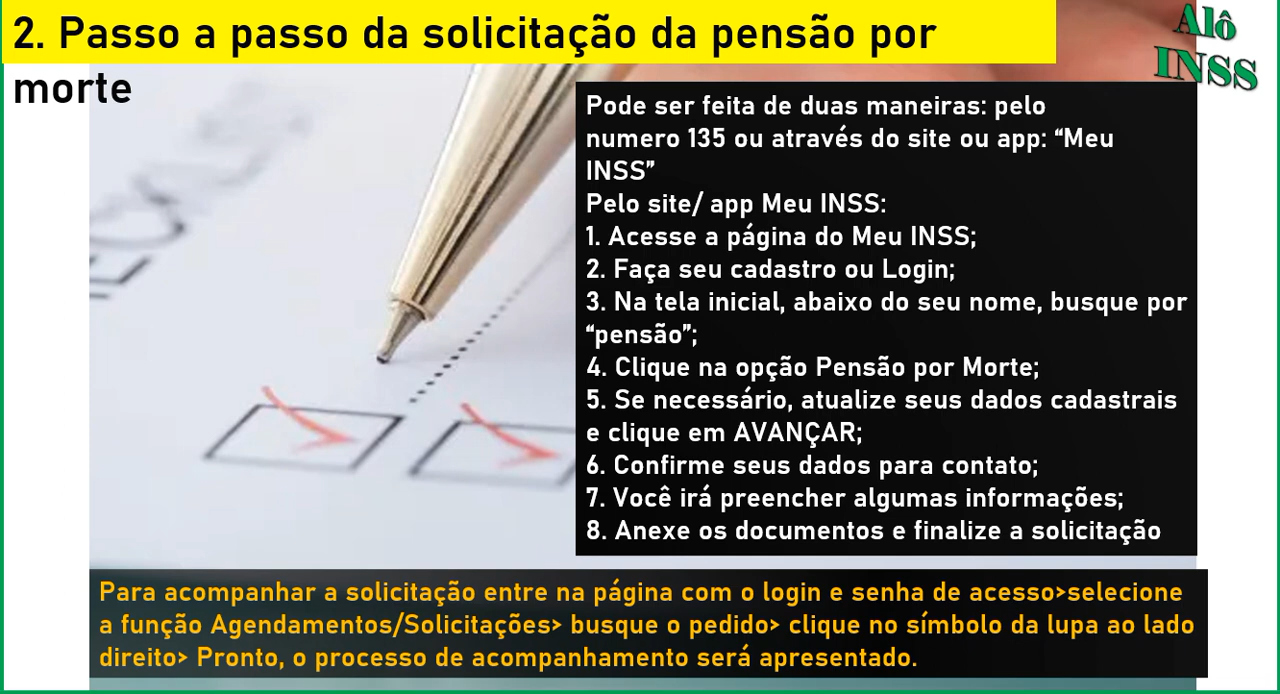 2. Passo a passo da solicitação da pensão por
morte
Alô
INSS
Pode ser feita de duas maneiras: pelo
numero 135 ou através do site ou app: “Meu
INSS”
Pelo site/ app Meu INSS:
1. Acesse a página do Meu INSS;
2. Faça seu cadastro ou Login;
3. Na tela inicial, abaixo do seu nome, busque por
“pensão”;
4. Clique na opção Pensão por Morte;
5. Se necessário, atualize seus dados cadastrais
e clique em AVANÇAR;
6. Confirme seus dados para contato;
7. Você irá preencher algumas informações;
8. Anexe os documentos e finalize a solicitação
Para acompanhar a solicitação entre na página com o login e senha de acesso>selecione
a função Agendamentos/Solicitações> busque o pedido> clique no símbolo da lupa ao lado
direito> Pronto, o processo de acompanhamento será apresentado.